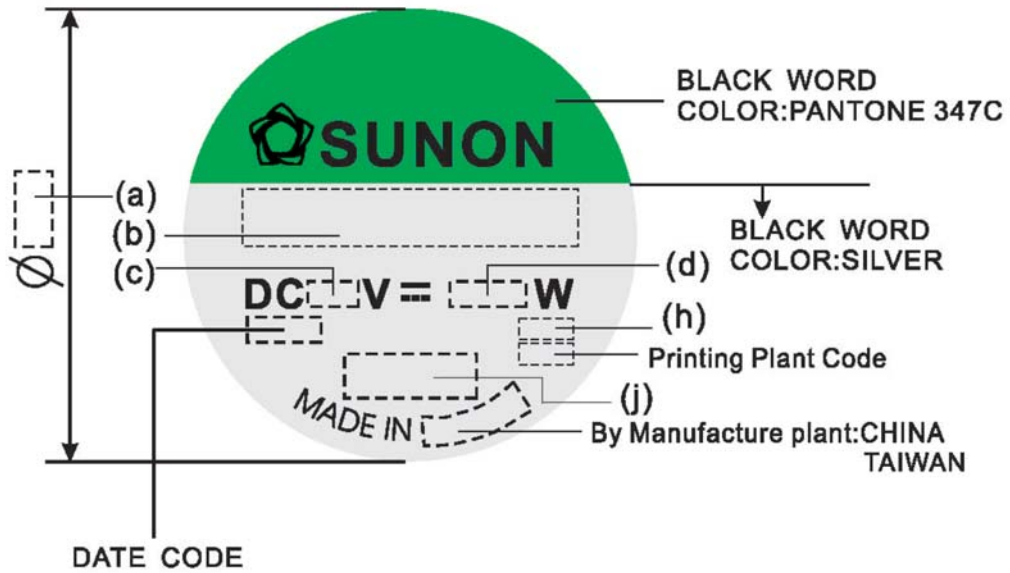 BLACK WORD
COLOR:PANTONE 347C
SUNON
(a)
(b)
BLACK WORD
COLOR:SILVER
Ø
(c)
DC V W
(d)
(h)
Printing Plant Code
(j)
MADE IN
By Manufacture plant:CHINA
TAIWAN
DATE CODE